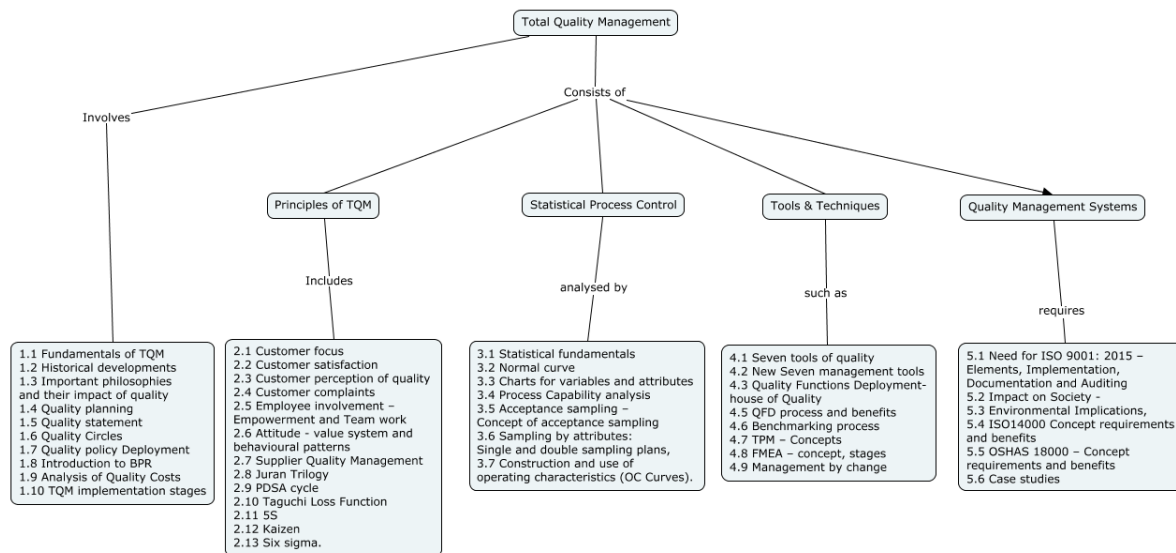 Total Quality Management
Involves
Consists of
Principles of TQM
Statistical Process Control
Tools & Techniques
Quality Management Systems
Includes
analysed by
such as
requires
1.1 Fundamentals of TQM
1.2 Historical developments
1.3 Important philosophies
and their impact of quality
1.4 Quality planning
1.5 Quality statement
1.6 Quality Circles
1.7 Quality policy Deployment
1.8 Introduction to BPR
1.9 Analysis of Quality Costs
1.10 TQM implementation stages
2.1 Customer focus
2.2 Customer satisfaction
2.3 Customer perception of quality
2.4 Customer complaints
2.5 Employee involvement –
Empowerment and Team work
2.6 Attitude - value system and
behavioural patterns
2.7 Supplier Quality Management
2.8 Juran Trilogy
2.9 PDSA cycle
2.10 Taguchi Loss Function
2.11 5S
2.12 Kaizen
2.13 Six sigma.
3.1 Statistical fundamentals
3.2 Normal curve
3.3 Charts for variables and attributes
3.4 Process Capability analysis
3.5 Acceptance sampling –
Concept of acceptance sampling
3.6 Sampling by attributes:
Single and double sampling plans,
3.7 Construction and use of
operating characteristics (OC Curves).
4.1 Seven tools of quality
4.2 New Seven management tools
4.3 Quality Functions Deployment-
house of Quality
4.5 QFD process and benefits
4.6 Benchmarking process
4.7 TPM – Concepts
4.8 FMEA – concept, stages
4.9 Management by change
5.1 Need for ISO 9001: 2015 –
Elements, Implementation,
Documentation and Auditing
5.2 Impact on Society -
5.3 Environmental Implications,
5.4 ISO14000 Concept requirements
and benefits
5.5 OSHAS 18000 – Concept
requirements and benefits
5.6 Case studies